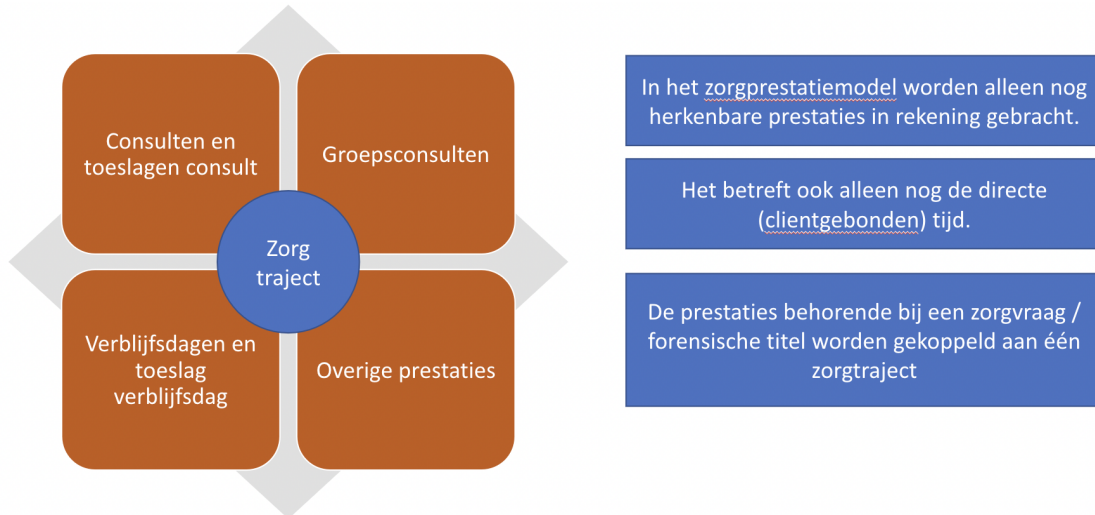 Consulten en
toeslagen consult
Groepsconsulten
Zorg
traject
Verblijfsdagen en
toeslag
verblijfsdag
Overige prestaties
In het zorgprestatiemodel worden alleen nog
herkenbare prestaties in rekening gebracht.
Het betreft ook alleen nog de directe
(clientgebonden) tijd.
De prestaties behorende bij een zorgvraag /
forensische titel worden gekoppeld aan één
zorgtraject